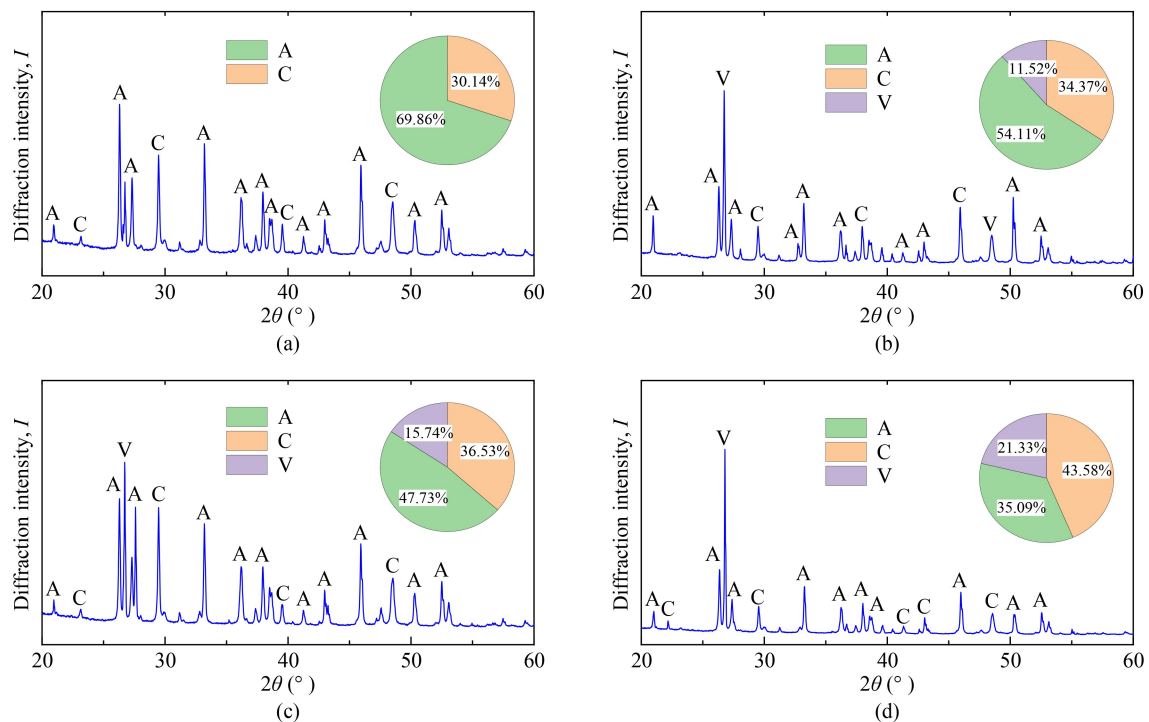 Diffraction intensity, I
A
C
30.14%
69.86%
A C A A C A A A A C A A A C A A
20 30 40 50 60
2θ (° )
(a)
Diffraction intensity, I
A
C
V
11.52%
34.37%
54.11%
A A V A C A A A C A A C V A A
20 30 40 50 60
2θ (° )
(b)
Diffraction intensity, I
A
C
V
15.74%
36.53%
47.73%
A C A V A C A A A C A A A C A A
20 30 40 50 60
2θ (° )
(c)
Diffraction intensity, I
A
C
V
21.33%
43.58%
35.09%
A C A V A C A A A A C C A C A A
20 30 40 50 60
2θ (° )
(d)